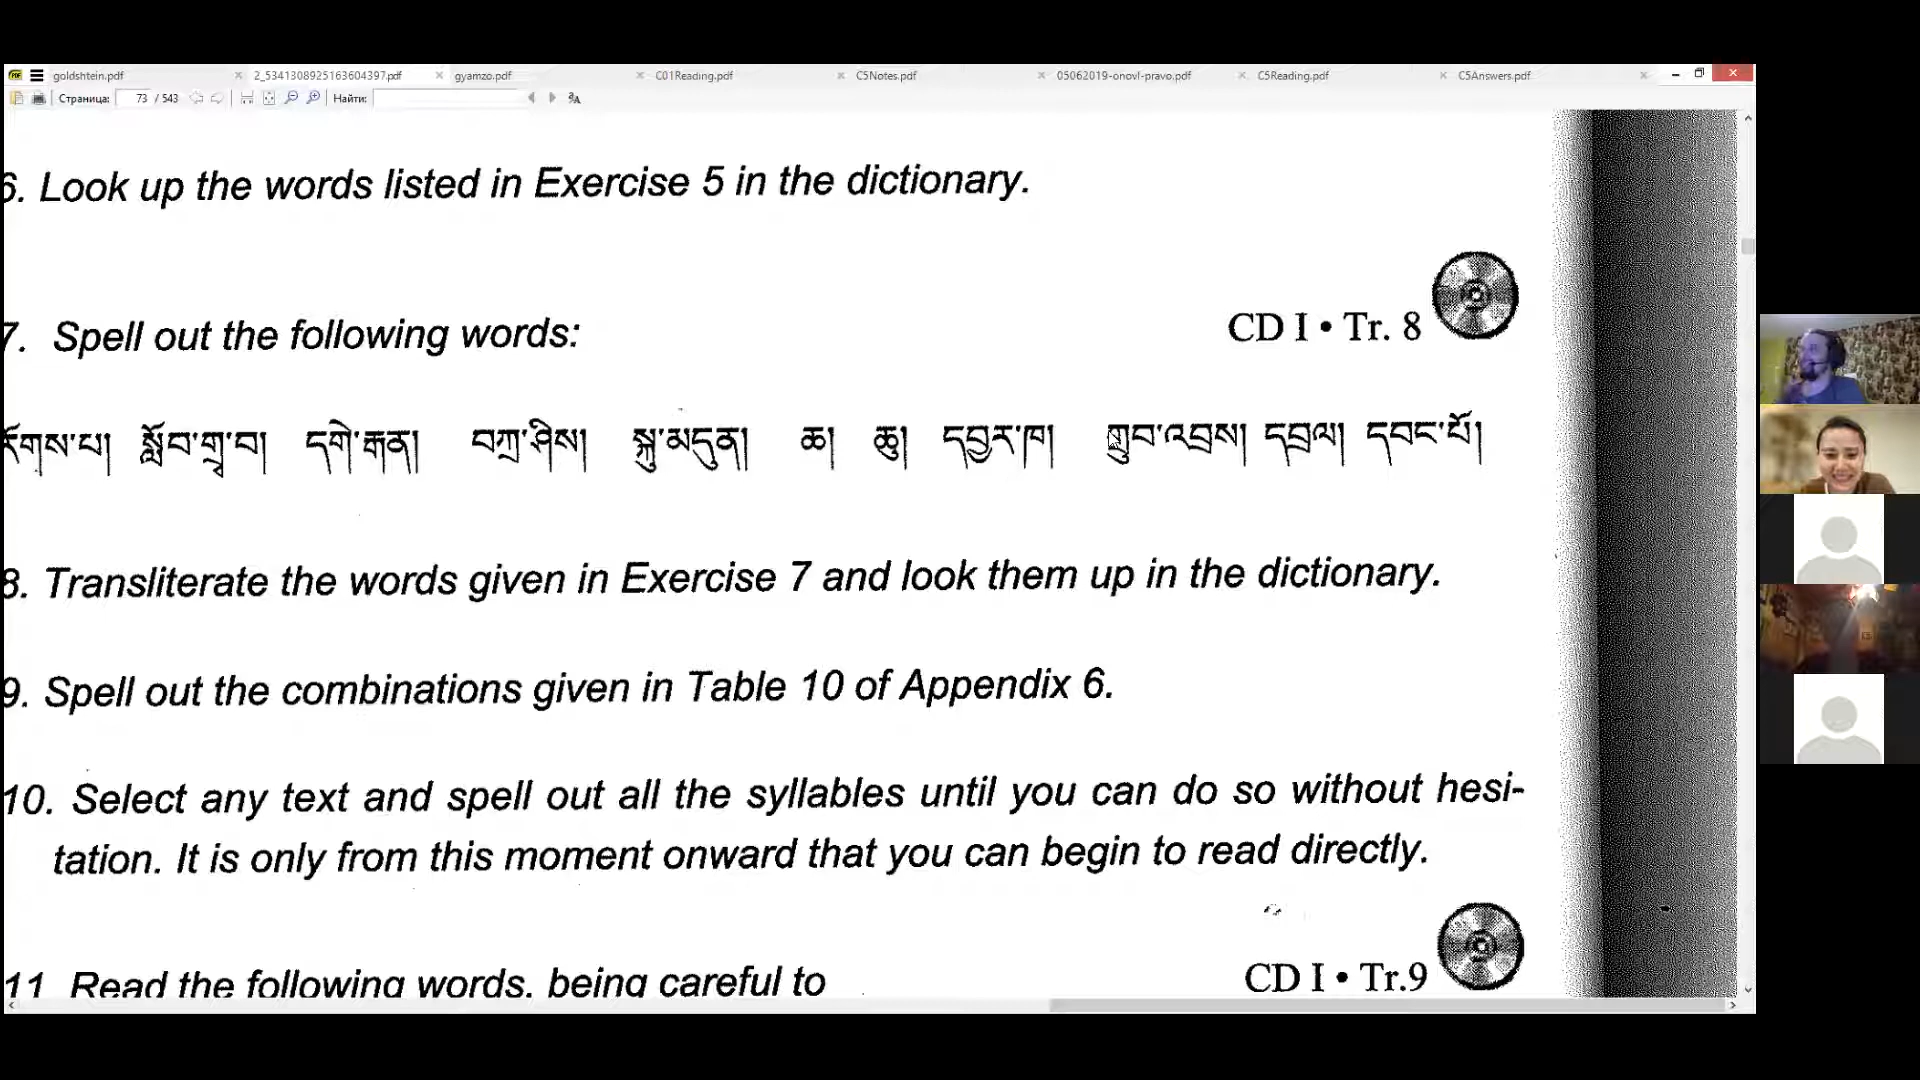 goldshtein.pdf 2_5341308925163604397.pdf gyamzo.pdf C01Reading.pdf C5Notes.pdf 05062019-onovl-pravo.pdf C5Reading.pdf C5Answers.pdf
Страница: 73 / 543 Найти:
6. Look up the words listed in Exercise 5 in the dictionary.
7. Spell out the following words:
CD I • Tr. 8
རོགས་པ། སློབ་གྲྭ་བ། དགེ་རྒན། བཀྲ་ཤིས། སྐུ་མདུན། ཆ། ཆུ། དབྱར་ཁ། གྲུབ་འབྲས། དབྲལ། དབང་པོ།
8. Transliterate the words given in Exercise 7 and look them up in the dictionary.
9. Spell out the combinations given in Table 10 of Appendix 6.
10. Select any text and spell out all the syllables until you can do so without hesi-
tation. It is only from this moment onward that you can begin to read directly.
11 Read the following words, being careful to
CD I • Tr.9